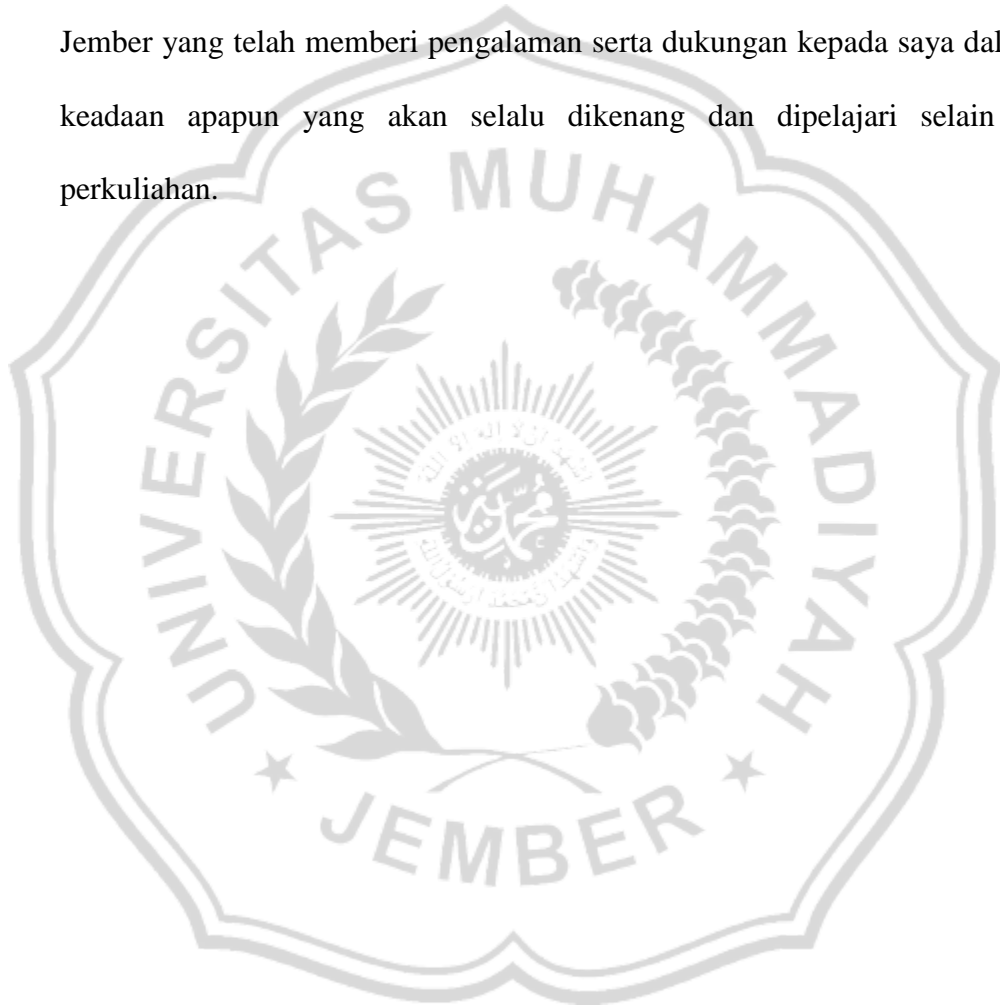 Jember yang telah memberi pengalaman serta dukungan kepada saya dal
keadaan apapun yang akan selalu dikenang dan dipelajari selain
perkuliahan.
UNIVERSITAS MUHAMMADIYAH
JEMBER